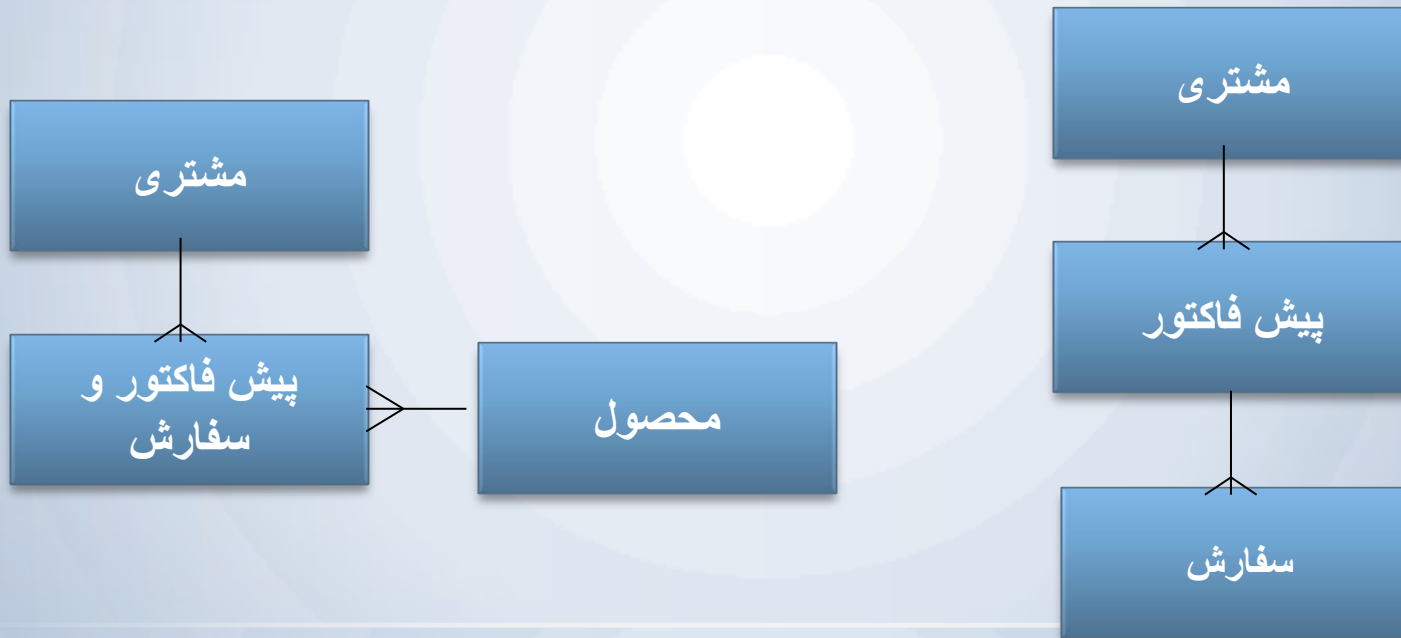 مشتری
مشتری
پیش فاکتور
پیش فاکتور و
سفارش
محصول
سفارش